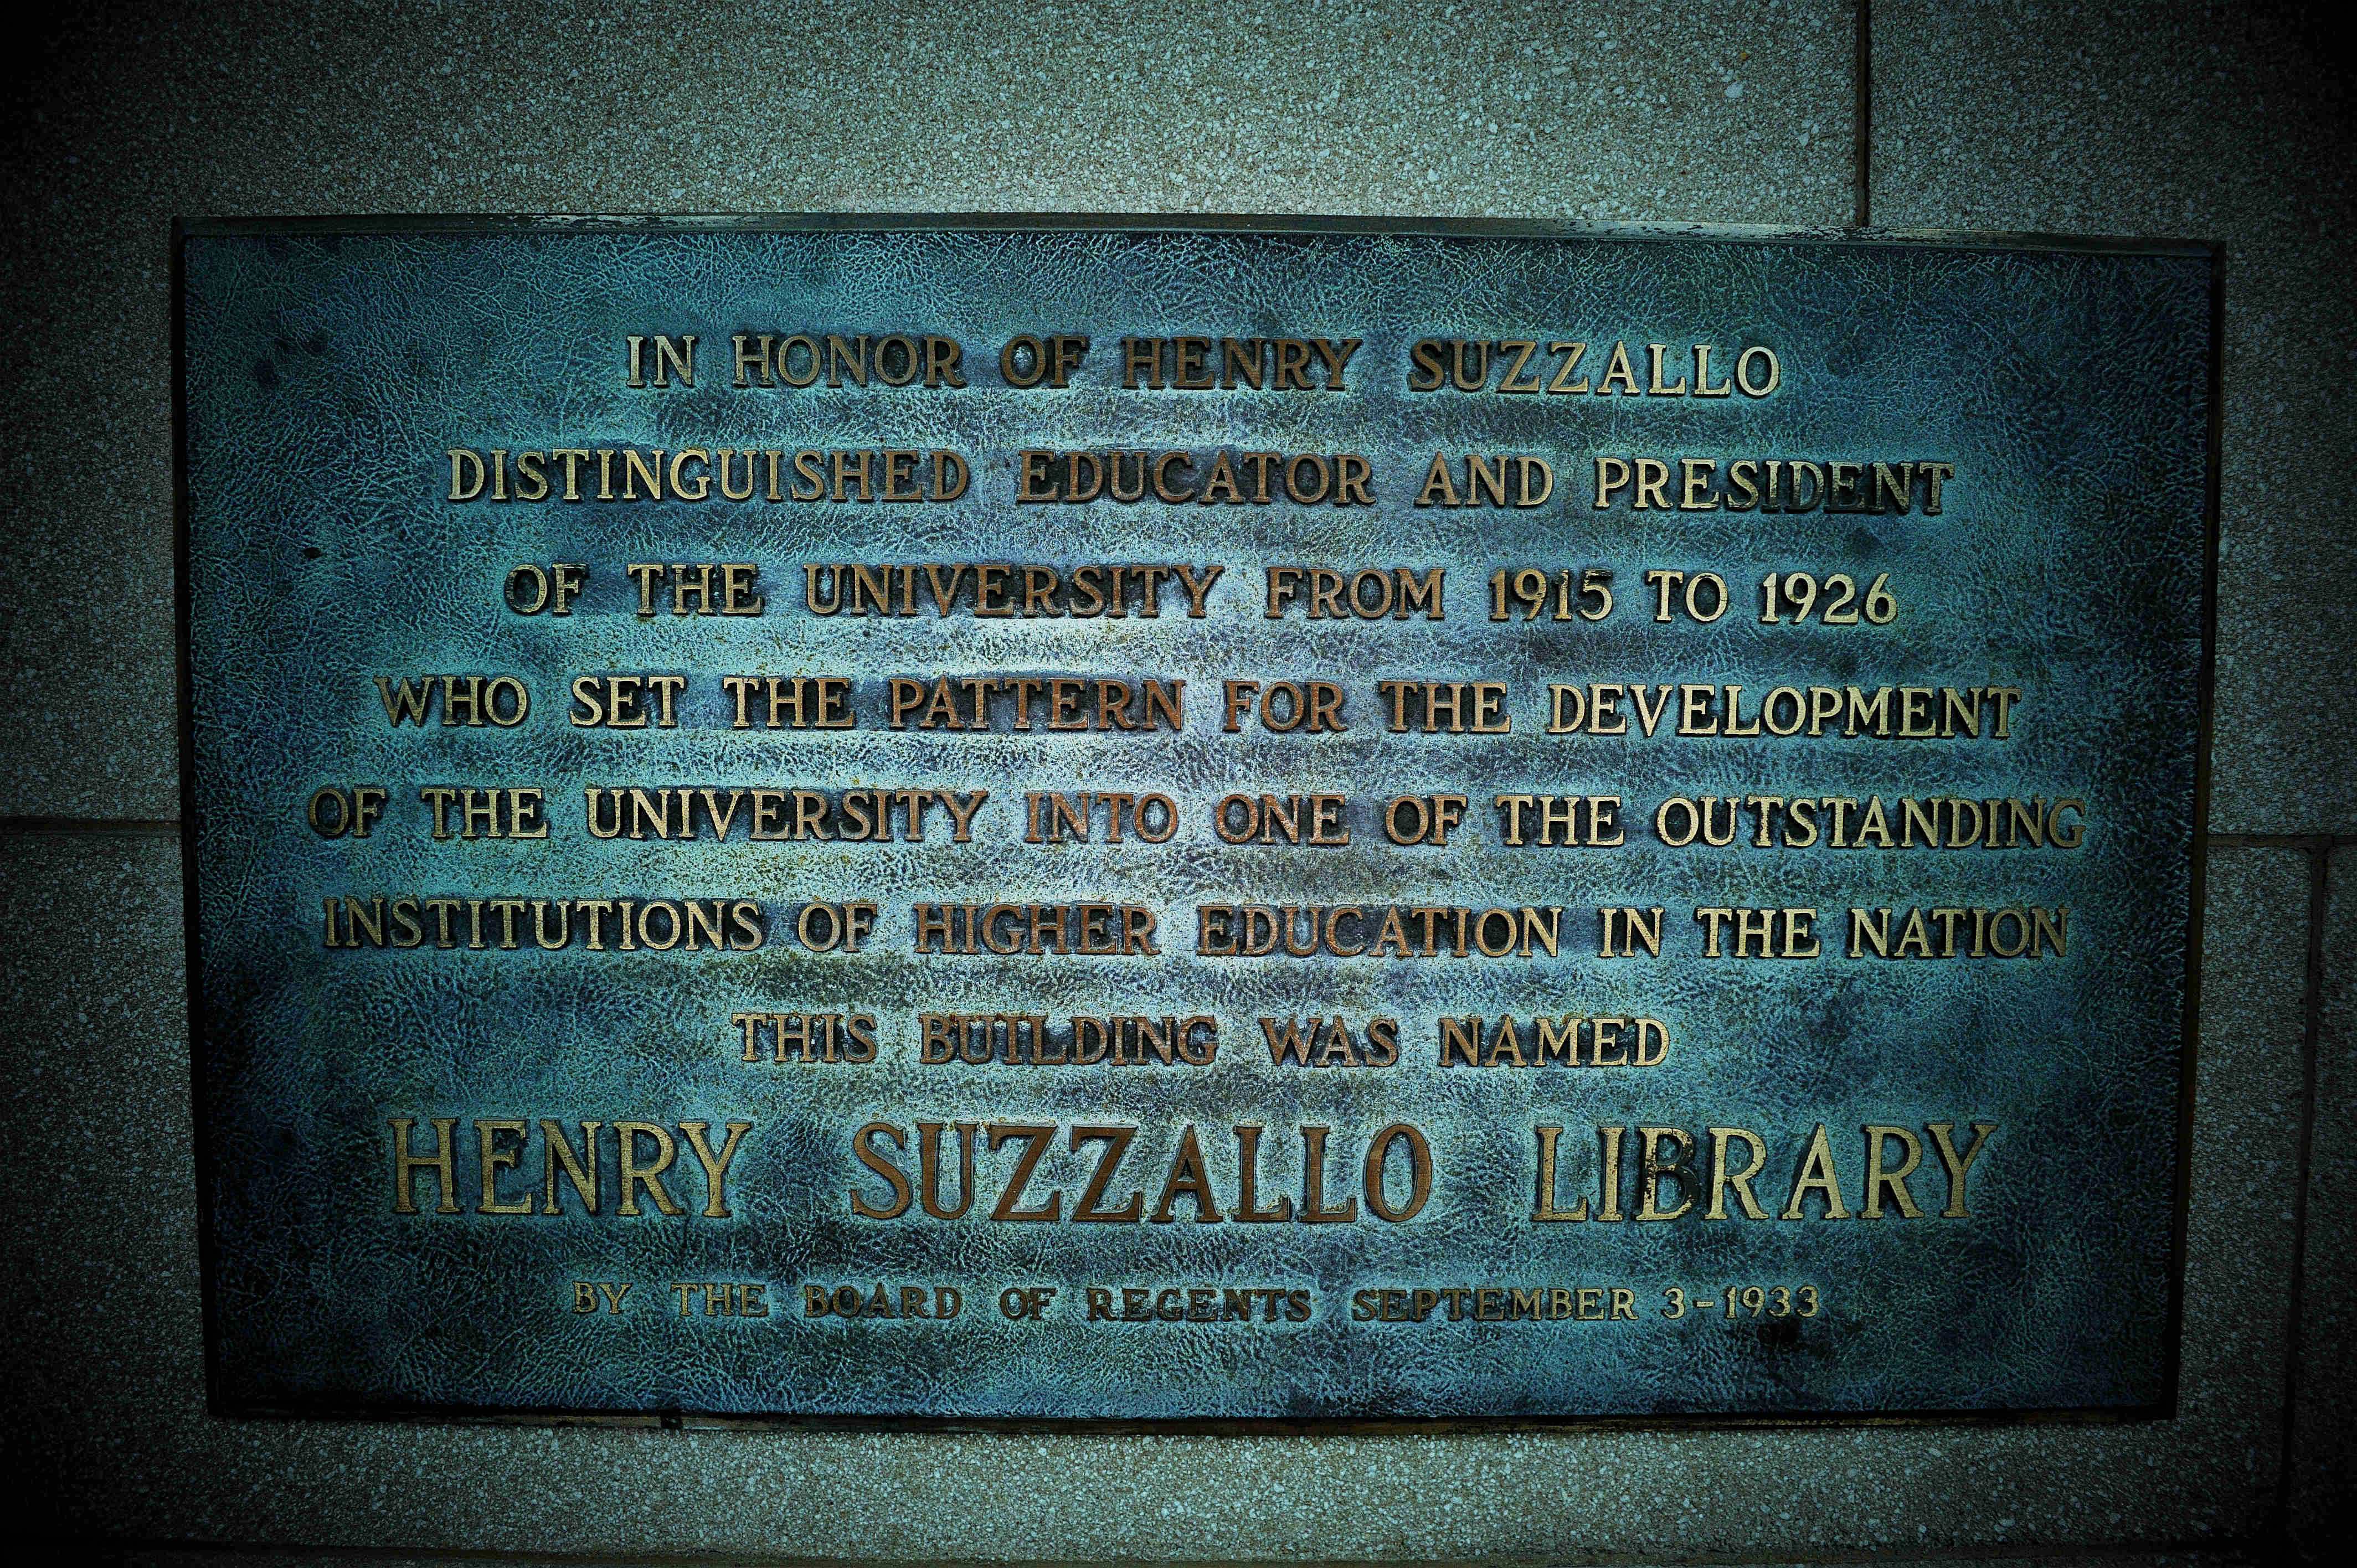 IN HONOR OF HENRY SUZZALLO
DISTINGUISHED EDUCATOR AND PRESIDENT
OF THE UNIVERSITY FROM 1915 TO 1926
WHO SET THE PATTERN FOR THE DEVELOPMENT
OF THE UNIVERSITY INTO ONE OF THE OUTSTANDING
INSTITUTIONS OF HIGHER EDUCATION IN THE NATION
THIS BUILDING WAS NAMED
HENRY SUZZALLO LIBRARY
BY THE BOARD OF REGENTS SEPTEMBER 3-1933